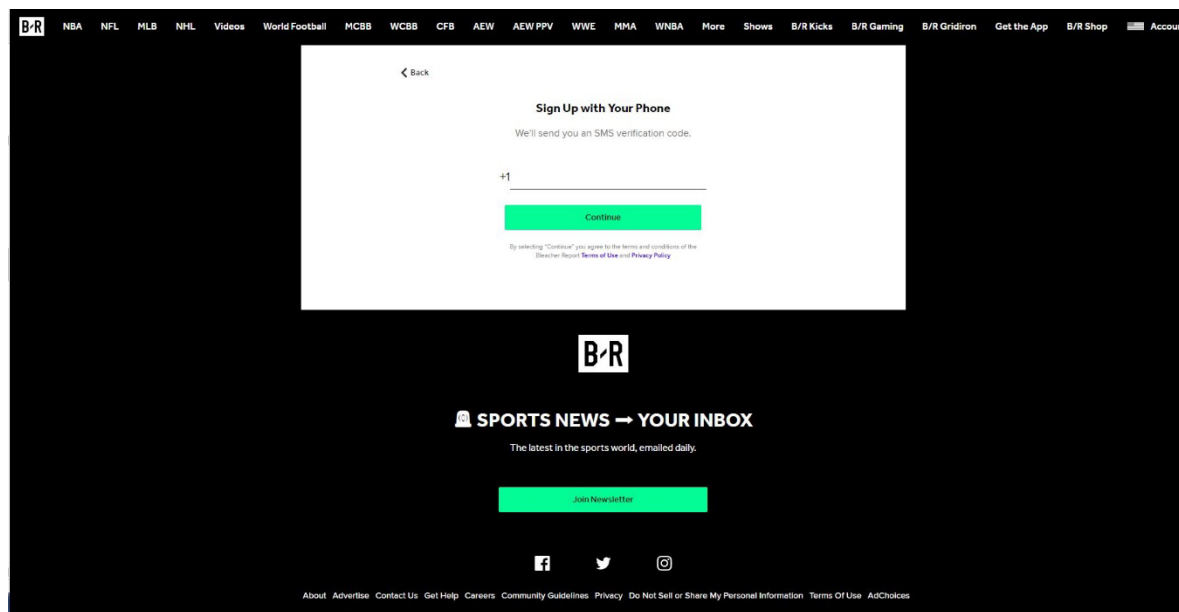 B/R NBA NFL MLB NHL Videos World Football MCBB WCBB CFB AEW AEW PPV WWE MMA WNBA More Shows B/R Kicks B/R Gaming B/R Gridiron Get the App B/R Shop Accou
Back
Sign Up with Your Phone
We'll send you an SMS verification code.
+1
Continue
By selecting "Continue" you agree to the terms and conditions of the
Bleacher Report Terms of Use and Privacy Policy
B/R
SPORTS NEWS → YOUR INBOX
The latest in the sports world, emailed daily.
Join Newsletter
About Advertise Contact Us Get Help Careers Community Guidelines Privacy Do Not Sell or Share My Personal Information Terms Of Use AdChoices